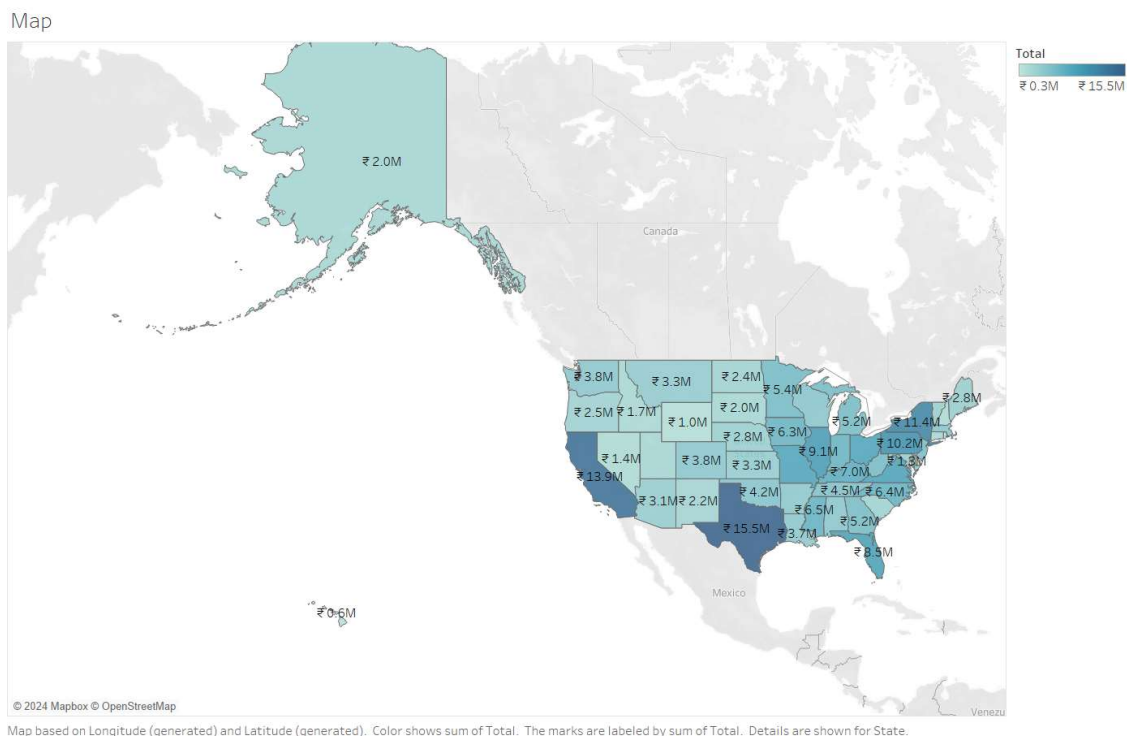 Map
Total
₹ 0.3M ₹ 15.5M
₹ 2.0M
Canada
₹ 3.8M
₹ 3.3M
₹ 2.4M
₹ 5.4M
₹ 2.8M
₹ 2.5M
₹ 1.7M
₹ 1.0M
₹ 2.0M
₹ 5.2M
₹ 11.4M
₹ 2.8M
₹ 6.3M
₹ 10.2M
₹ 1.4M
₹ 3.8M
₹ 3.3M
₹ 9.1M
₹ 7.0M
₹ 1.3M
₹ 13.9M
₹ 3.1M
₹ 2.2M
₹ 4.2M
₹ 4.5M
₹ 6.4M
₹ 6.5M
₹ 5.2M
₹ 15.5M
₹ 3.7M
₹ 8.5M
Mexico
₹ 0.6M
© 2024 Mapbox © OpenStreetMap
Venezu
Map based on Longitude (generated) and Latitude (generated). Color shows sum of Total. The marks are labeled by sum of Total. Details are shown for State.